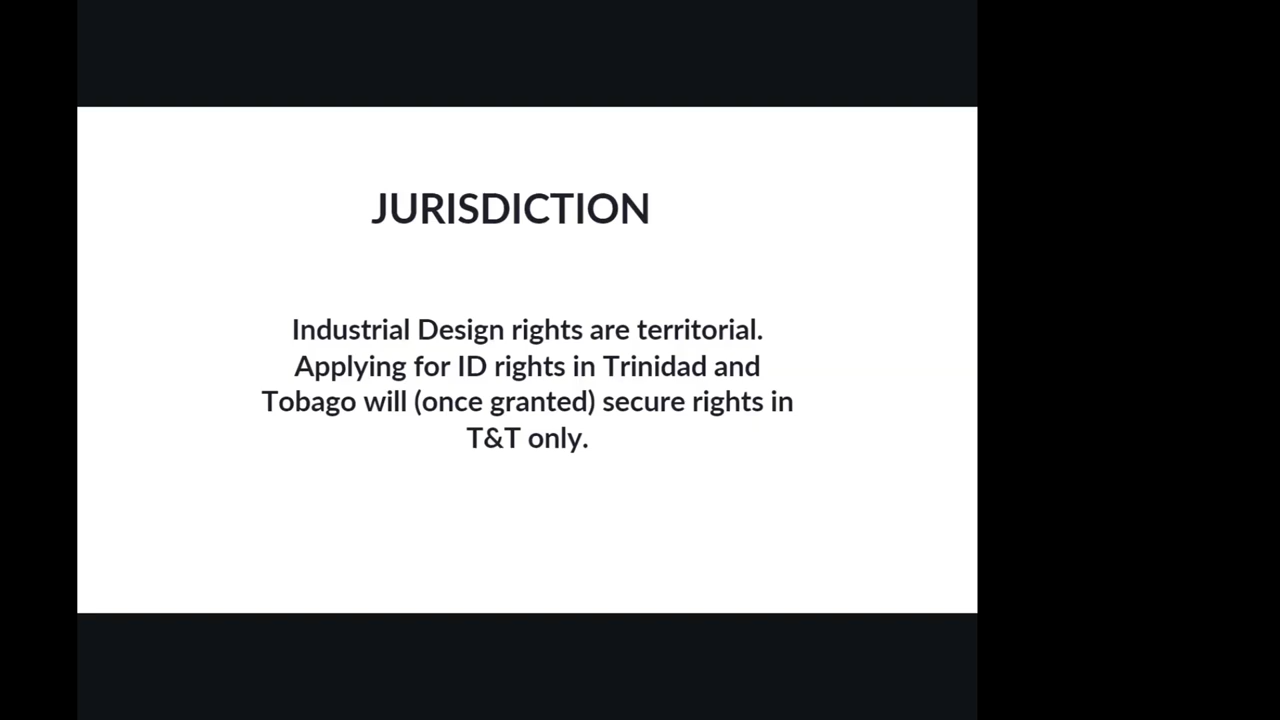 JURISDICTION
Industrial Design rights are territorial.
Applying for ID rights in Trinidad and
Tobago will (once granted) secure rights in
T&T only.